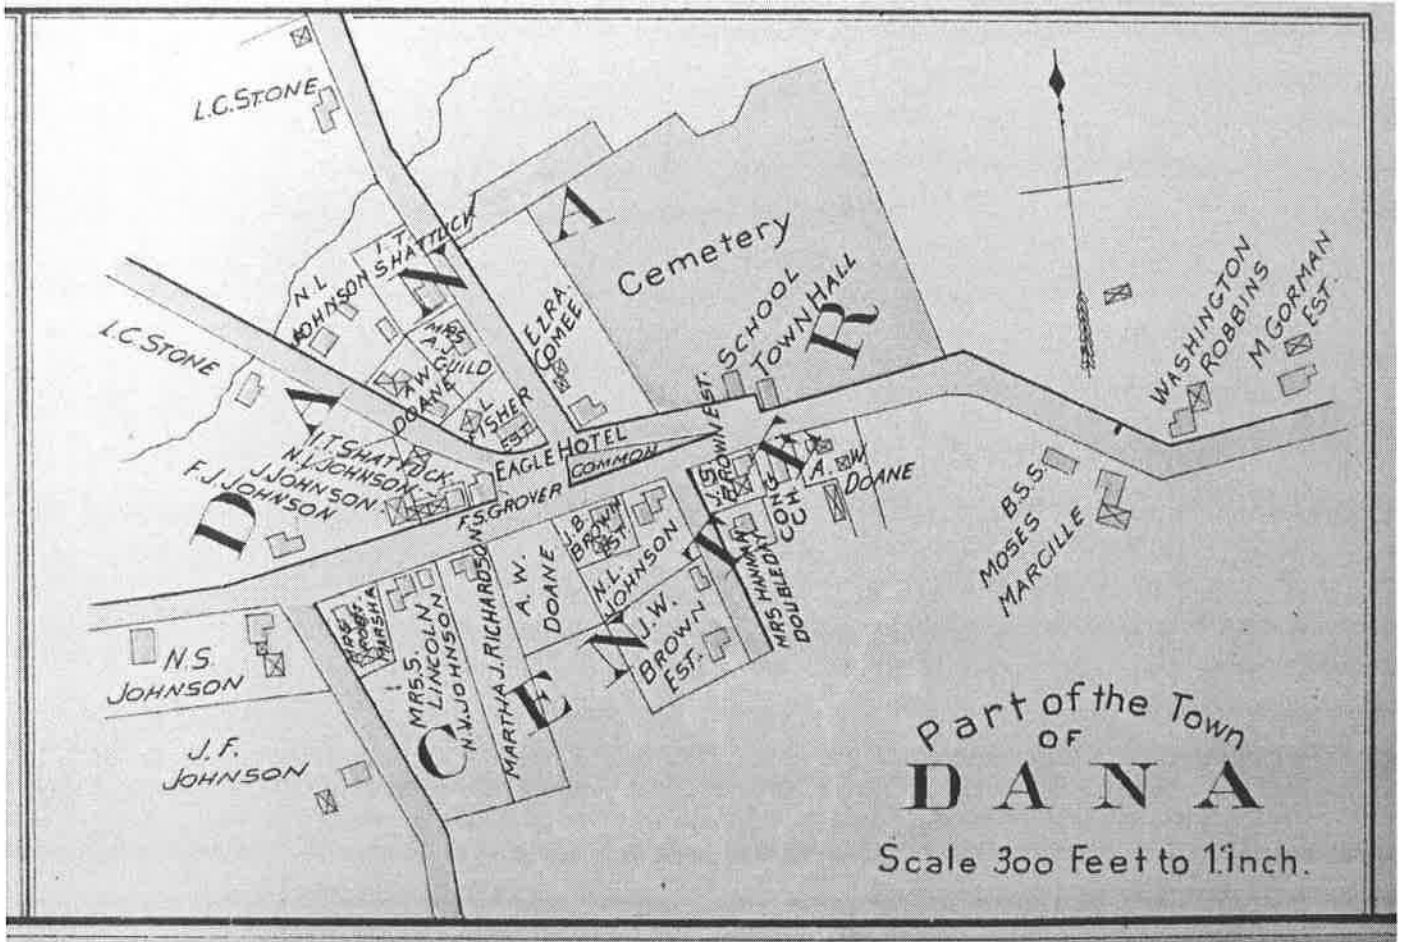 L.C. STONE
I. T.
SHATTUCK
N. L
JOHNSON
L.C. STONE
MRS
A J
GUILD
A W
DOANE
L
FISHER
EST
EZRA
COMEE
Cemetery
SCHOOL
TOWN HALL
WASHINGTON
ROBBINS
M GORMAN
EST.
I.T SHATTUCK.
N.L JOHNSON
J. JOHNSON
F. J JOHNSON
EAGLE HOTEL
COMMON
F.S. GROVER
J.S. BROWN EST.
CONG.
CH.
A. W
DOANE
B.S.S.
MOSES
MARCILLE
J. B.
BROWN
EST
N. L.
JOHNSON
J.W.
BROWN
EST.
MRS HANNAH
DOUBLEDAY
A. W.
DOANE
MARTHA J. RICHARDSON
N.W. JOHNSON
MRS. S.
LINCOLN
MRS
N.S.
JOHNSON
J. F.
JOHNSON
D A N A
C E N T E R
Part of the Town
OF
DANA
Scale 300 Feet to 1 inch.